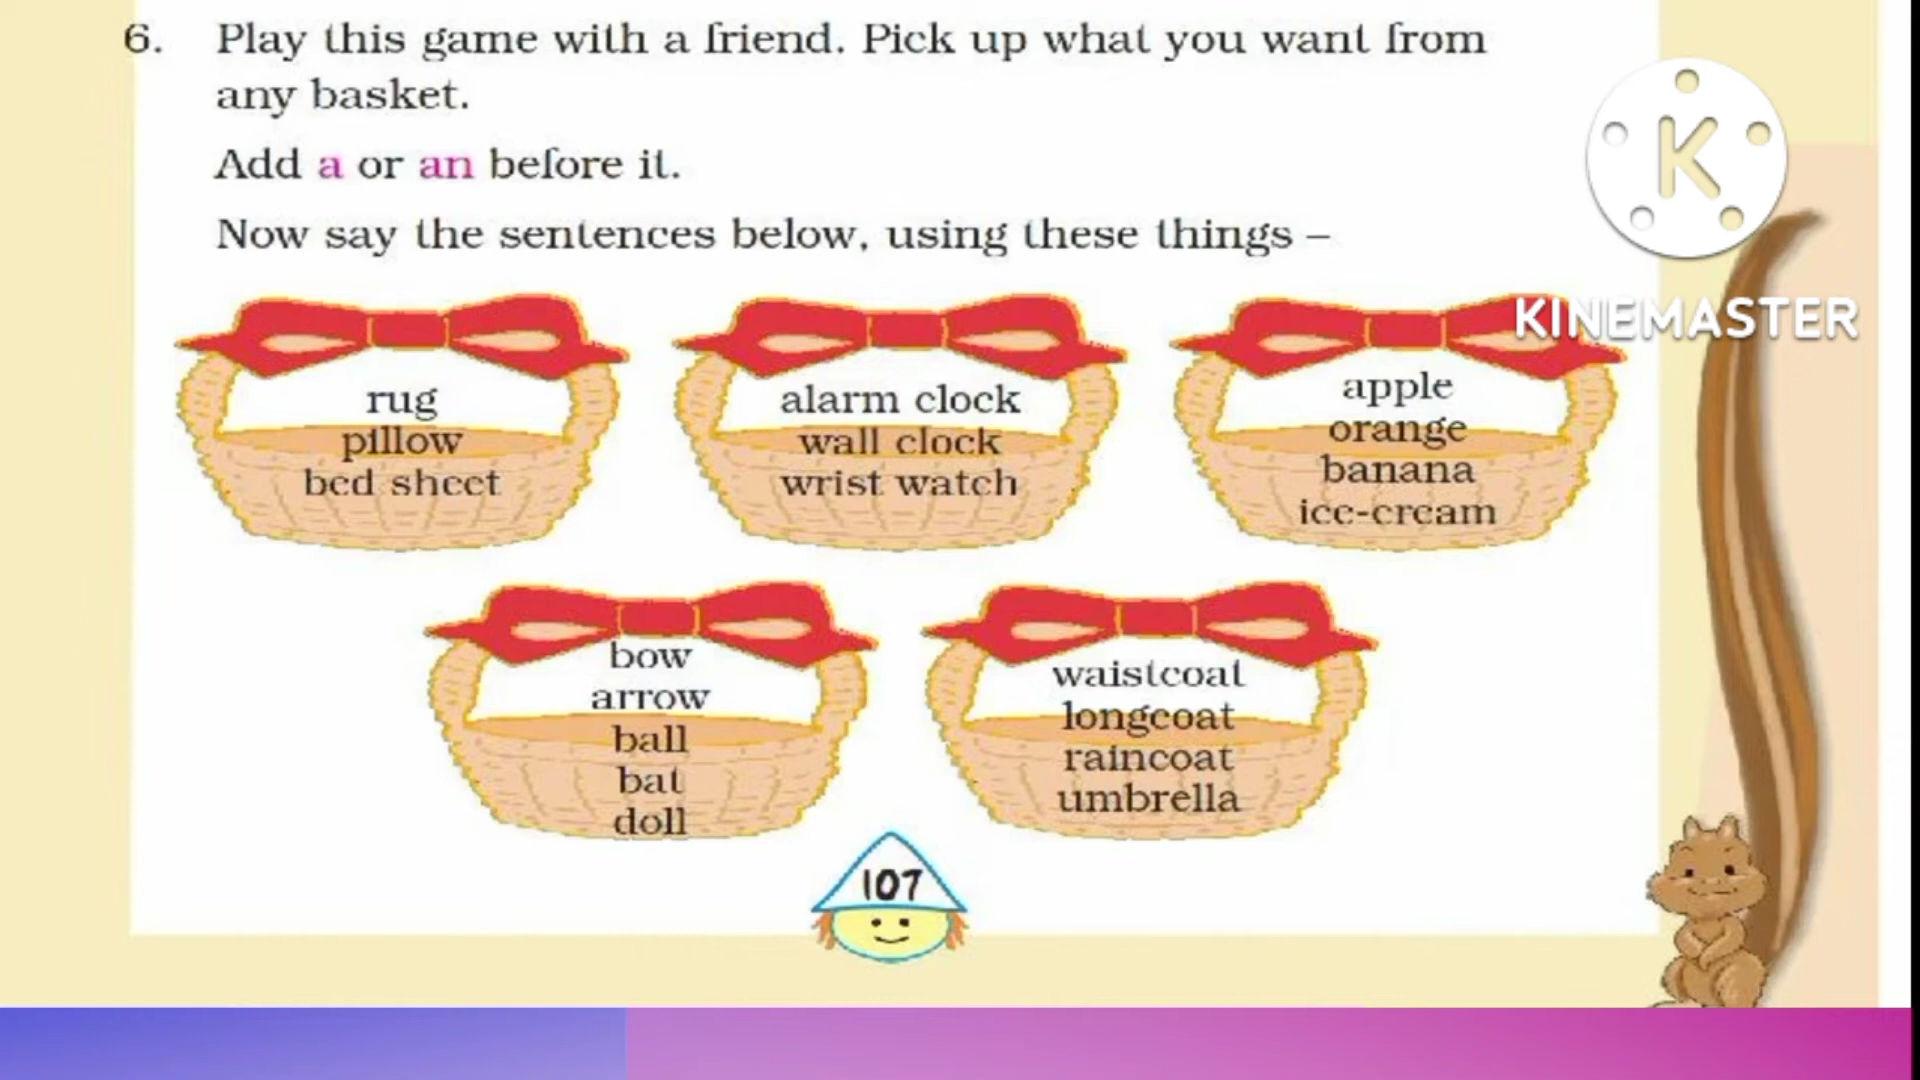 6. Play this game with a friend. Pick up what you want from
any basket.
Add a or an before it.
Now say the sentences below, using these things –
rug
pillow
bed sheet
alarm clock
wall clock
wrist watch
apple
orange
banana
ice-cream
bow
arrow
ball
bat
doll
waistcoat
longcoat
raincoat
umbrella
107
K
KINEMASTER